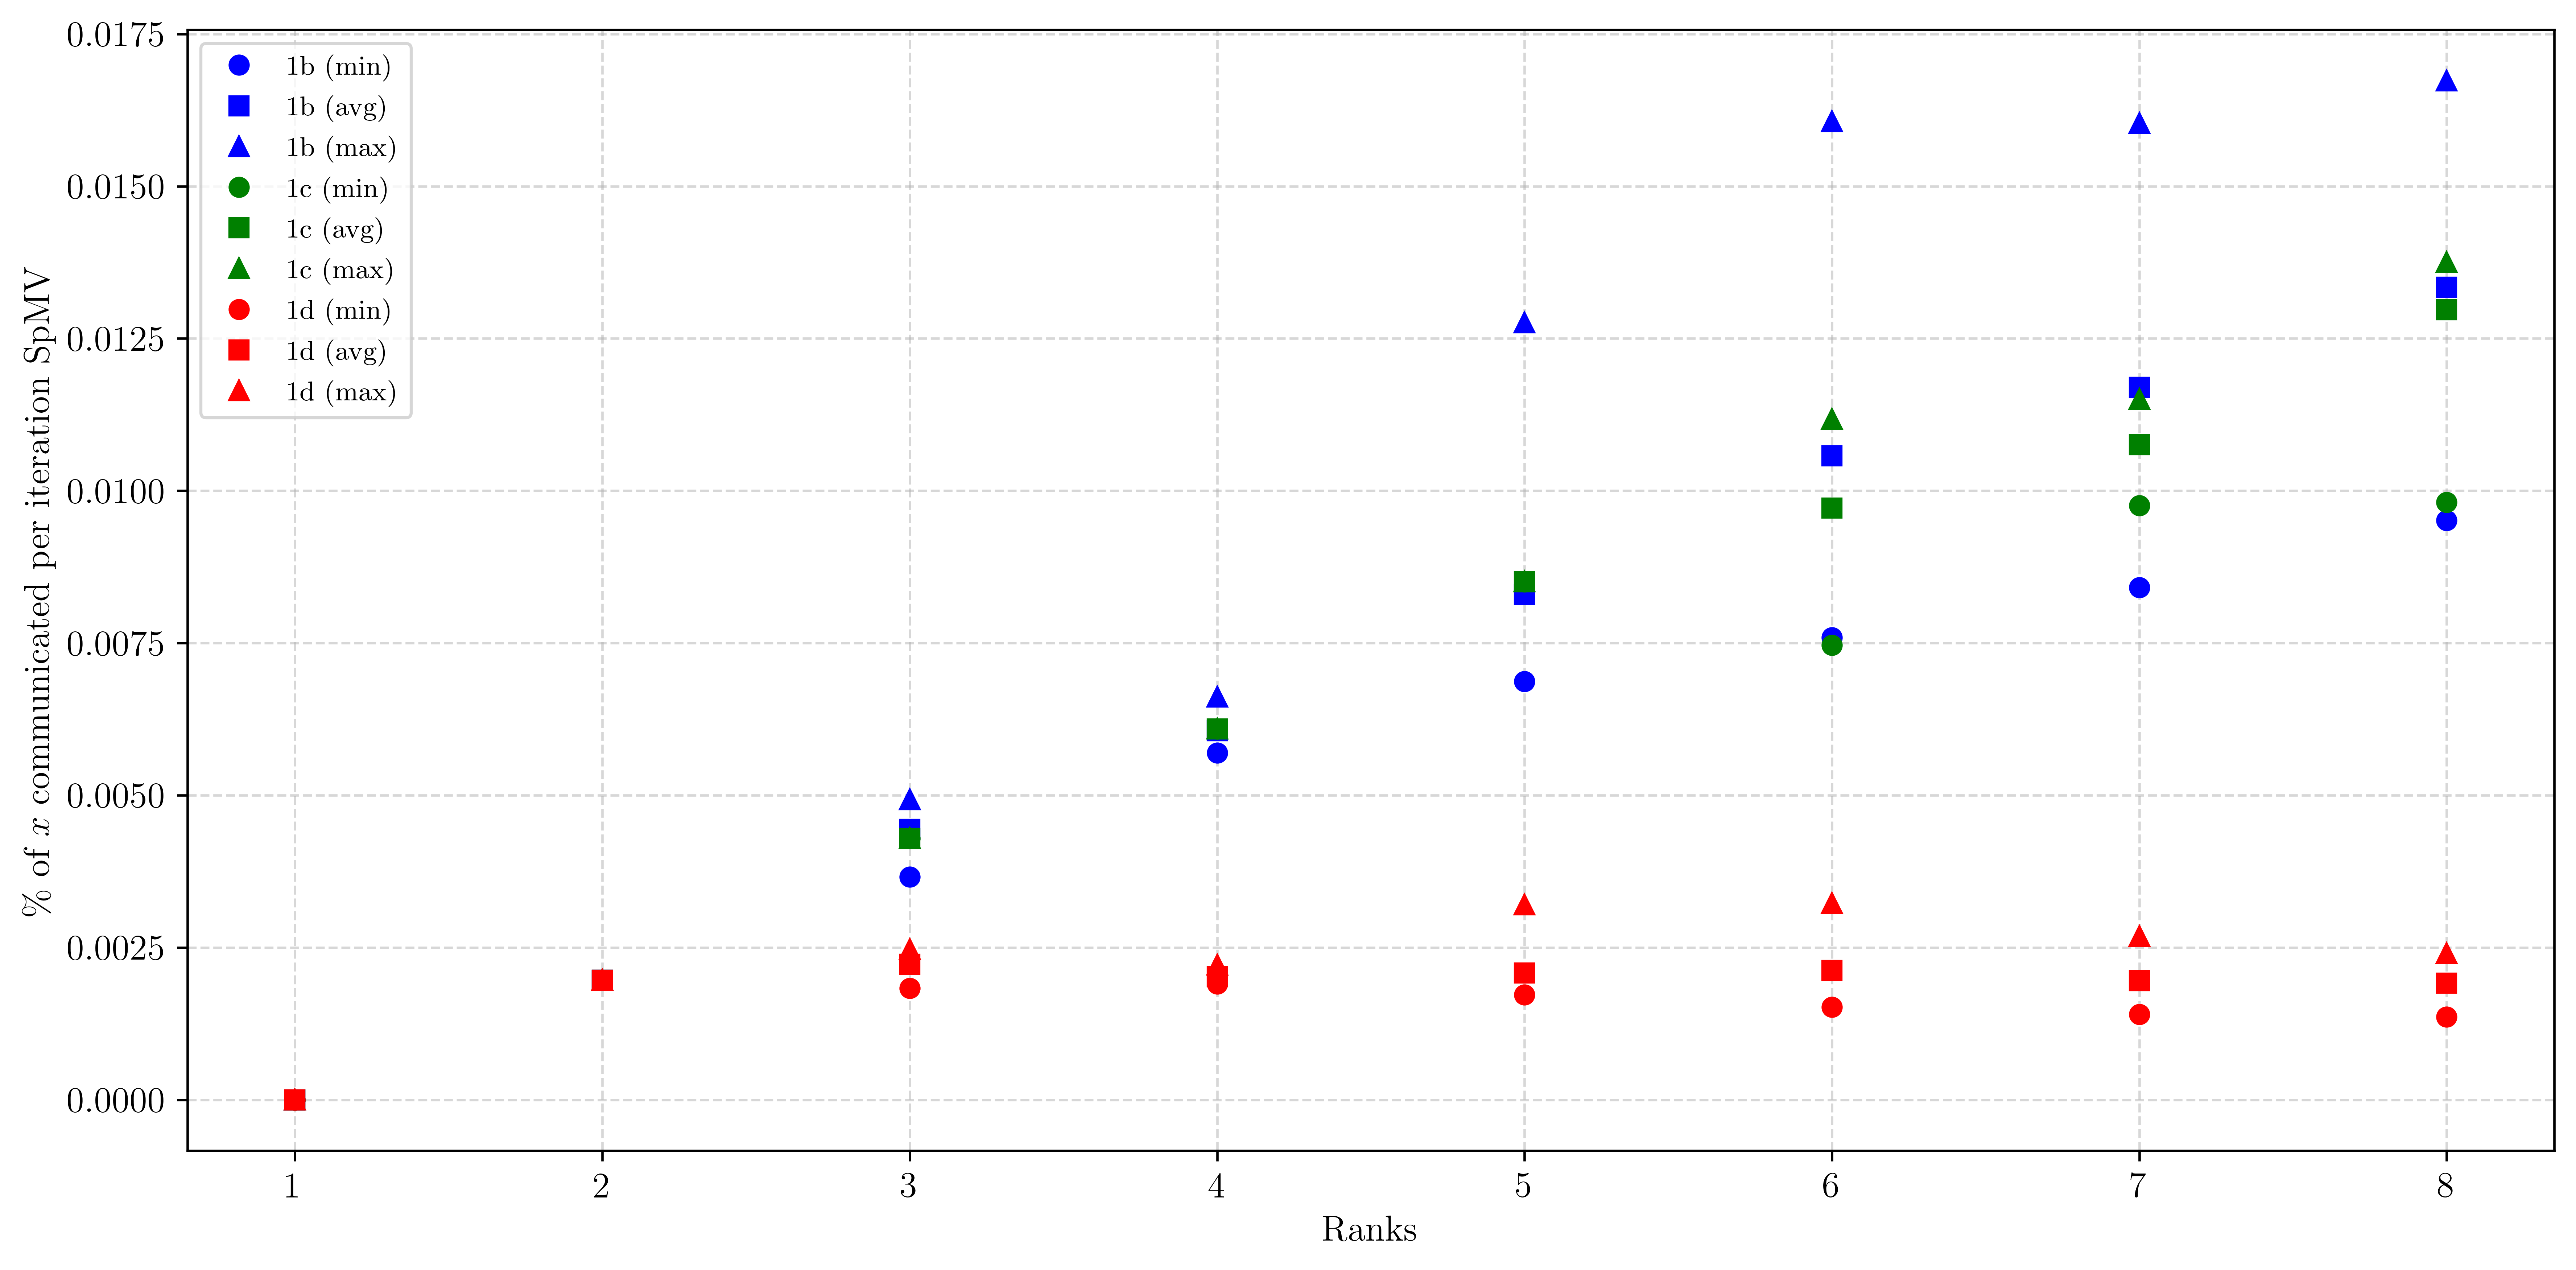 % of x communicated per iteration SpMV
0.0175
0.0150
0.0125
0.0100
0.0075
0.0050
0.0025
0.0000
1b (min)
1b (avg)
1b (max)
1c (min)
1c (avg)
1c (max)
1d (min)
1d (avg)
1d (max)
1 2 3 4 5 6 7 8
Ranks